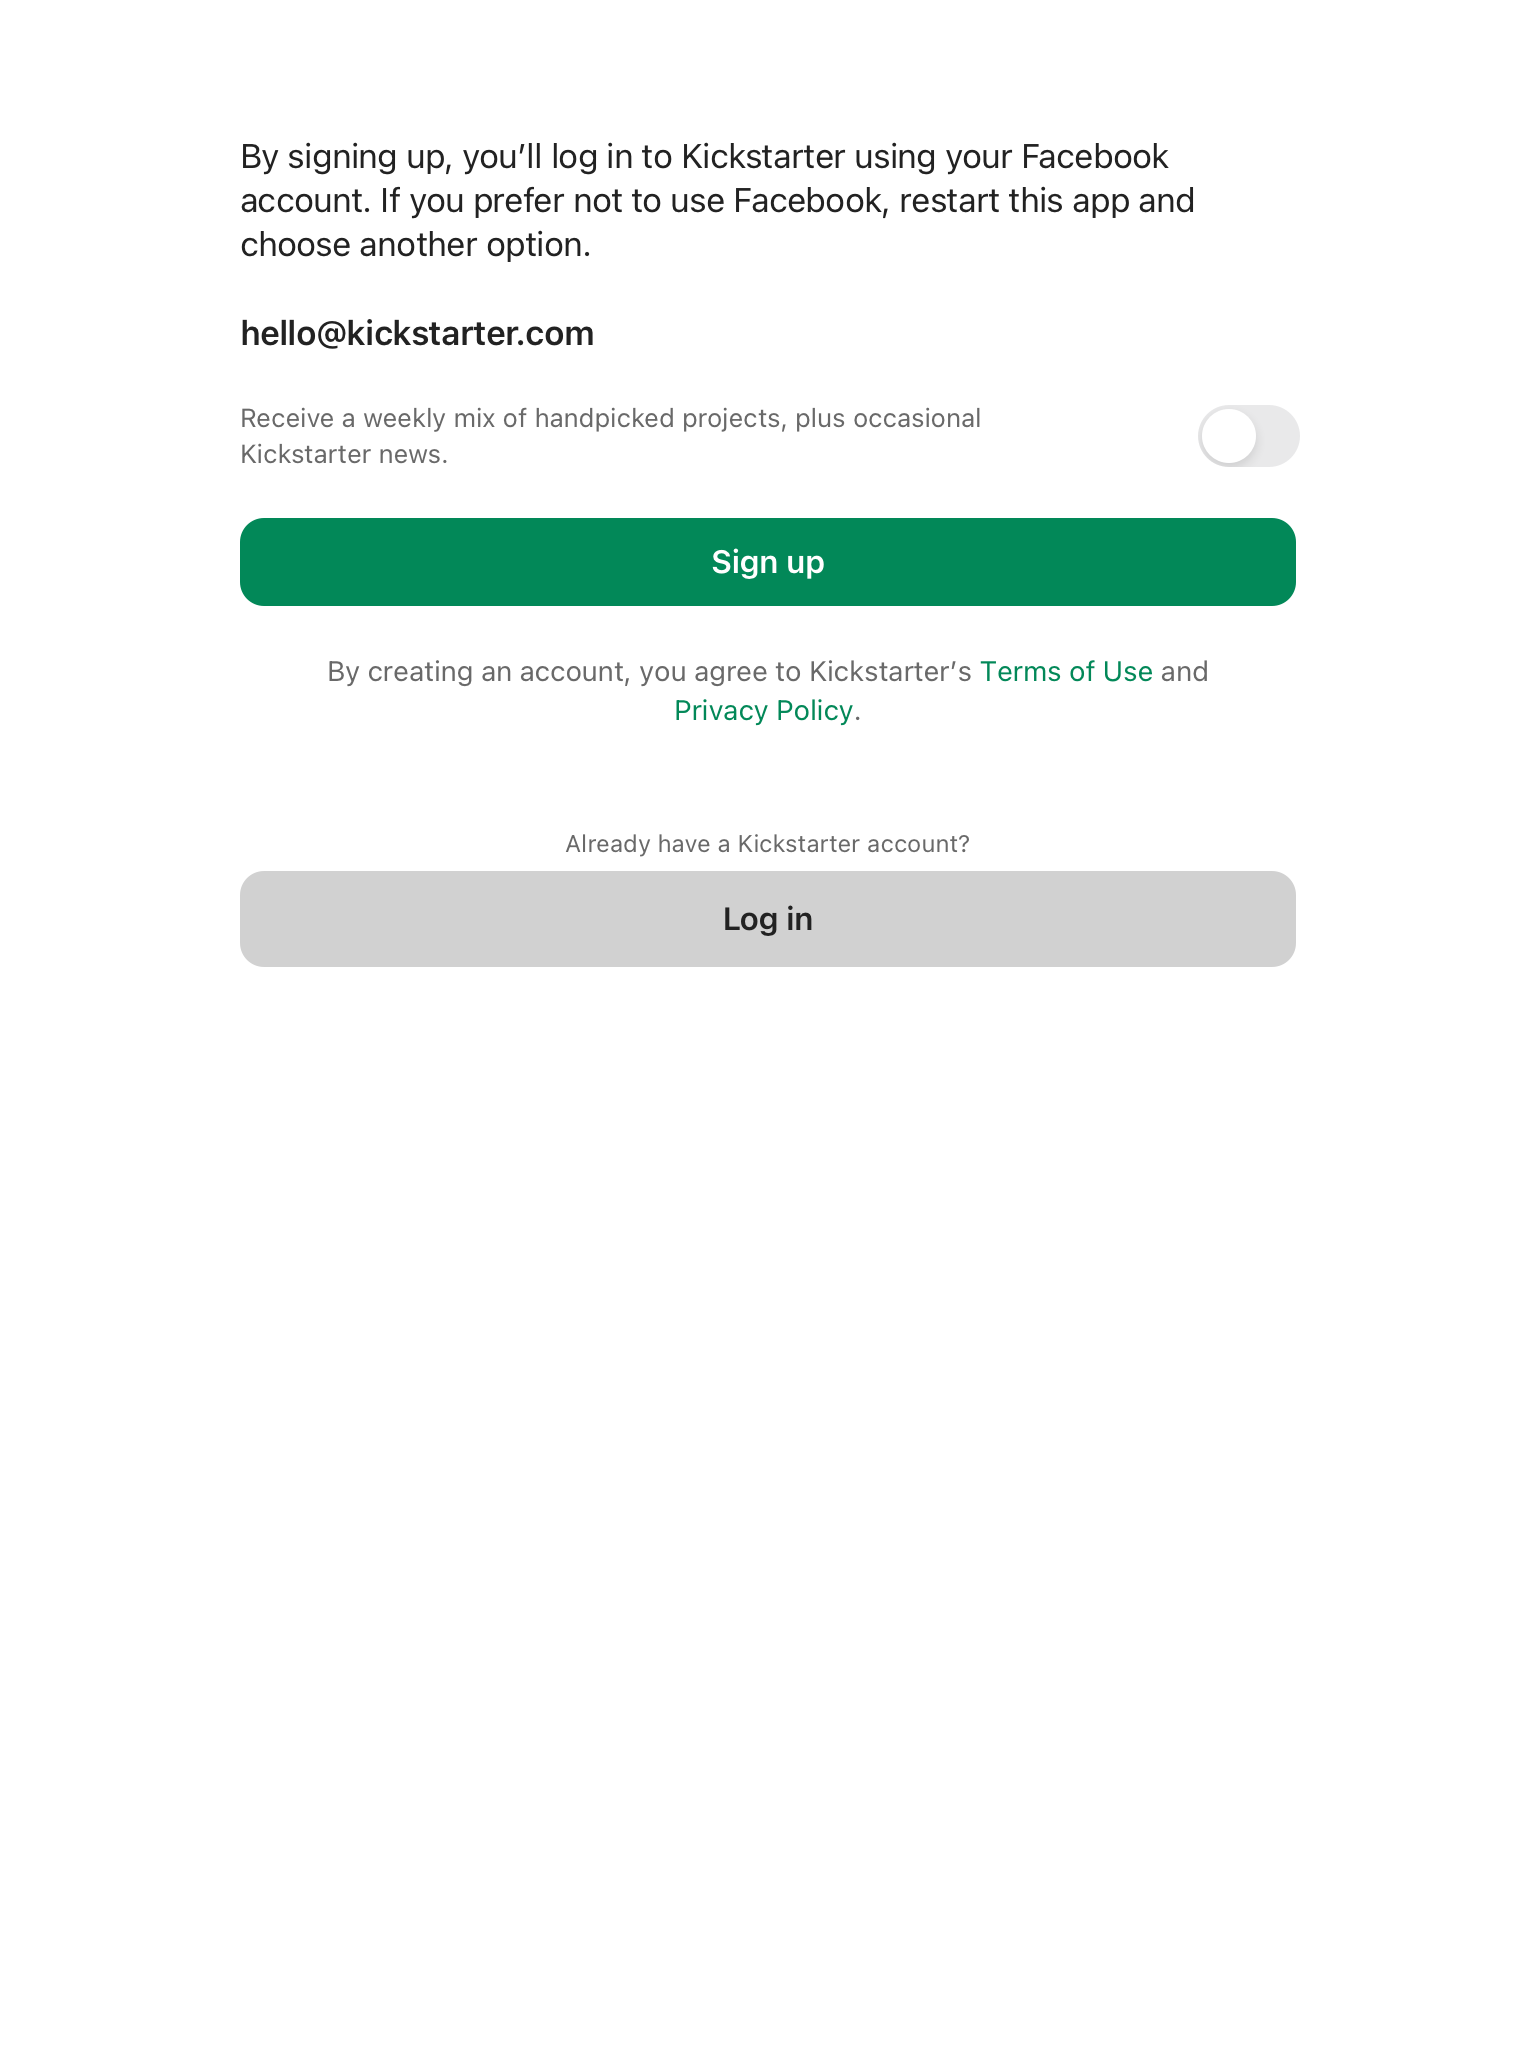 By signing up, you’ll log in to Kickstarter using your Facebook
account. If you prefer not to use Facebook, restart this app and
choose another option.
hello@kickstarter.com
Receive a weekly mix of handpicked projects, plus occasional
Kickstarter news.
Sign up
By creating an account, you agree to Kickstarter’s Terms of Use and
Privacy Policy.
Already have a Kickstarter account?
Log in